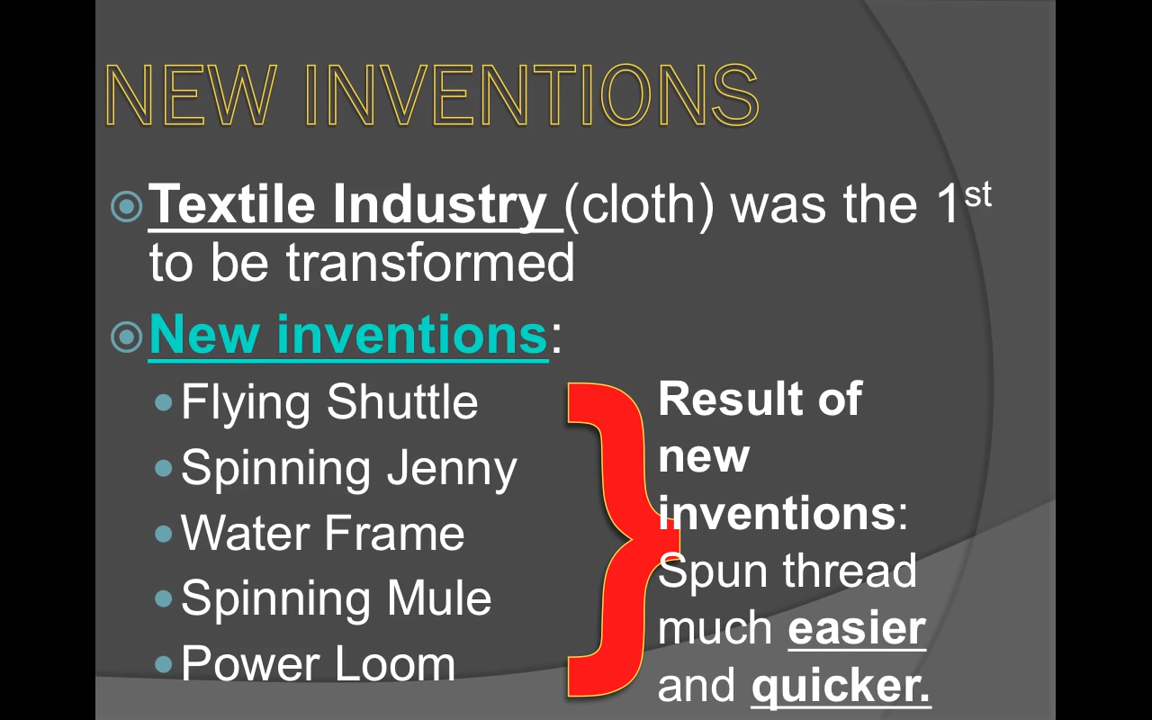 NEW INVENTIONS
Textile Industry (cloth) was the 1st
to be transformed
New inventions:
Flying Shuttle
Spinning Jenny
Water Frame
Spinning Mule
Power Loom
Result of
new
inventions:
Spun thread
much easier
and quicker.